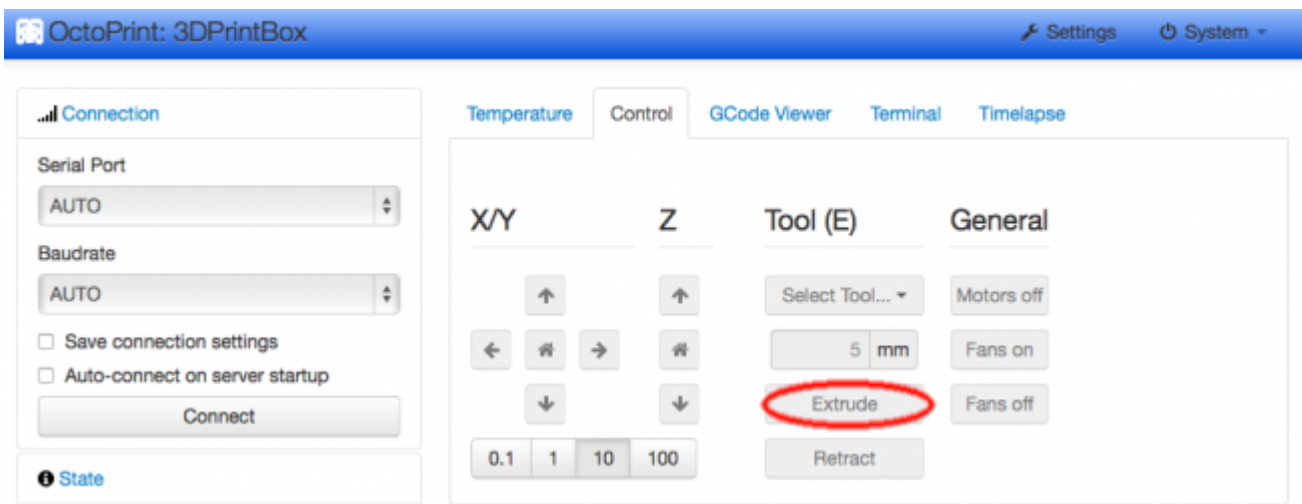 OctoPrint: 3DPrintBox
Settings
System
Connection
Serial Port
AUTO
Baudrate
AUTO
Save connection settings
Auto-connect on server startup
Connect
State
Temperature
Control
GCode Viewer
Terminal
Timelapse
X/Y
0.1 1 10 100
Z
Tool (E)
Select Tool...
5 mm
Extrude
Retract
General
Motors off
Fans on
Fans off